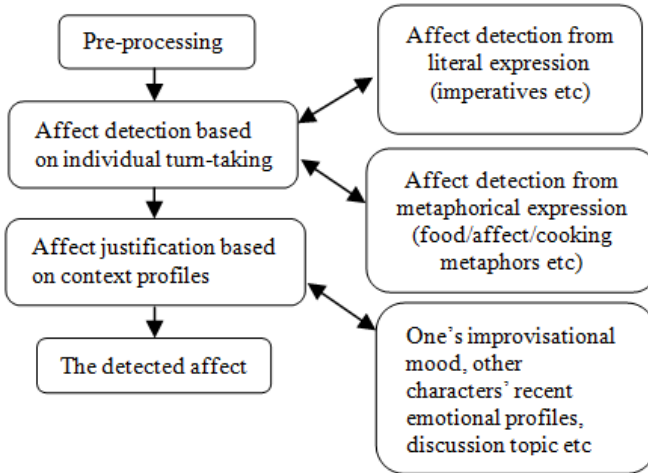 Pre-processing
Affect detection based
on individual turn-taking
Affect justification based
on context profiles
The detected affect
Affect detection from
literal expression
(imperatives etc)
Affect detection from
metaphorical expression
(food/affect/cooking
metaphors etc)
One’s improvisational
mood, other
characters’ recent
emotional profiles,
discussion topic etc